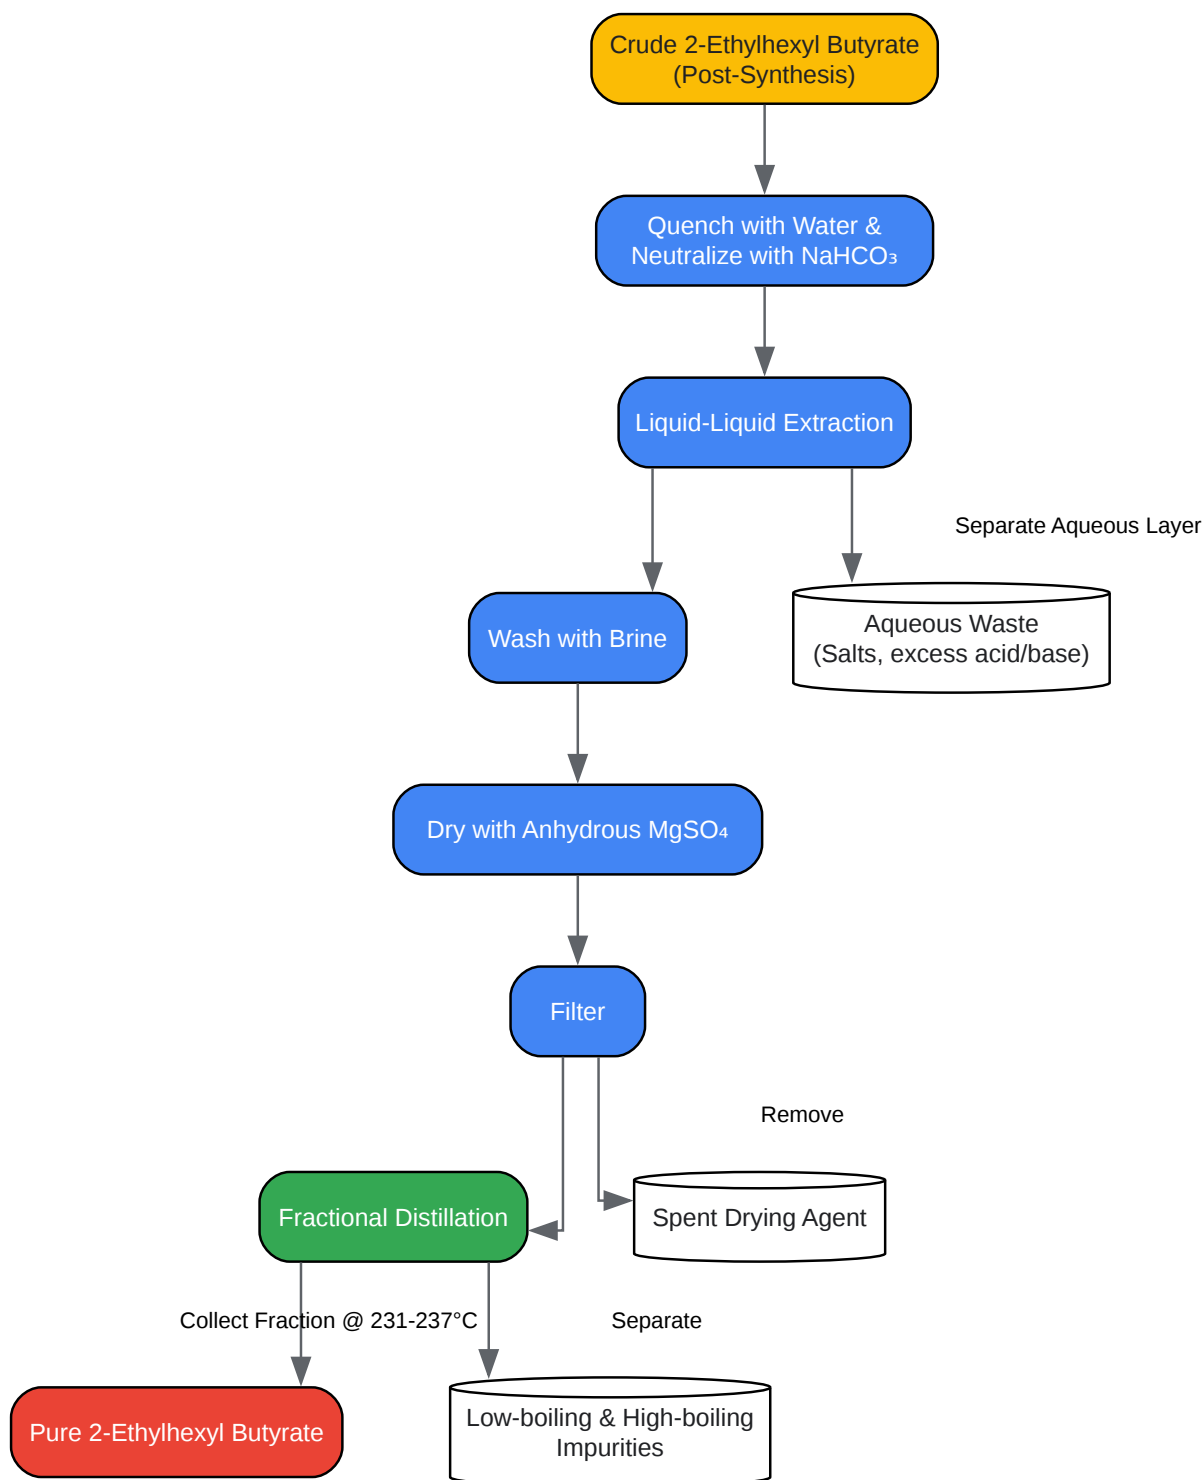 Crude 2-Ethylhexyl Butyrate
(Post-Synthesis)
Quench with Water &
Neutralize with NaHCO₃
Liquid-Liquid Extraction
Separate Aqueous Layer
Wash with Brine
Aqueous Waste
(Salts, excess acid/base)
Dry with Anhydrous MgSO₄
Filter
Remove
Fractional Distillation
Spent Drying Agent
Collect Fraction @ 231-237°C
Separate
Pure 2-Ethylhexyl Butyrate
Low-boiling & High-boiling
Impurities